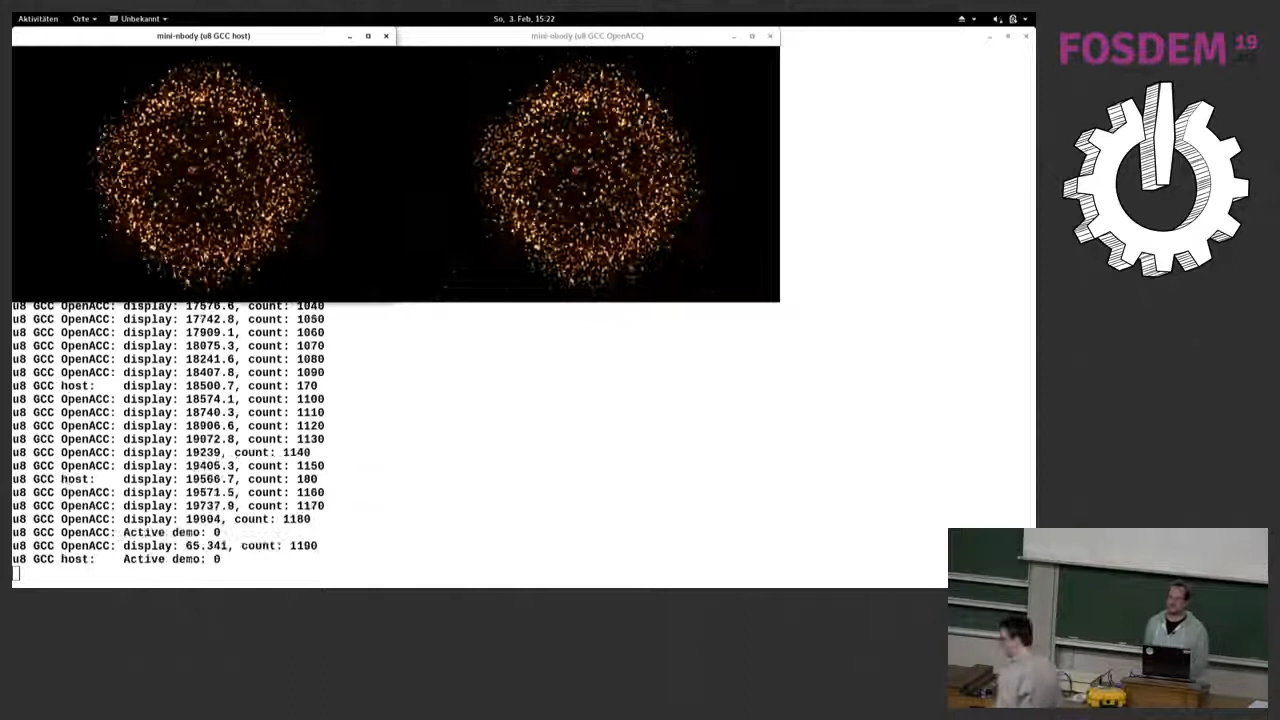 Aktivitäten Orte Unbekannt So, 3. Feb, 15:22
mini-nbody (u8 GCC host) mini-nbody (u8 GCC OpenACC)
FOSDEM 19
u8 GCC OpenACC: display: 17576.6, count: 1040
u8 GCC OpenACC: display: 17742.8, count: 1050
u8 GCC OpenACC: display: 17909.1, count: 1060
u8 GCC OpenACC: display: 18075.3, count: 1070
u8 GCC OpenACC: display: 18241.6, count: 1080
u8 GCC OpenACC: display: 18407.8, count: 1090
u8 GCC host: display: 18500.7, count: 170
u8 GCC OpenACC: display: 18574.1, count: 1100
u8 GCC OpenACC: display: 18740.3, count: 1110
u8 GCC OpenACC: display: 18906.6, count: 1120
u8 GCC OpenACC: display: 19072.8, count: 1130
u8 GCC OpenACC: display: 19239, count: 1140
u8 GCC OpenACC: display: 19405.3, count: 1150
u8 GCC host: display: 19566.7, count: 180
u8 GCC OpenACC: display: 19571.5, count: 1160
u8 GCC OpenACC: display: 19737.9, count: 1170
u8 GCC OpenACC: display: 19904, count: 1180
u8 GCC OpenACC: Active demo: 0
u8 GCC OpenACC: display: 65.341, count: 1190
u8 GCC host: Active demo: 0